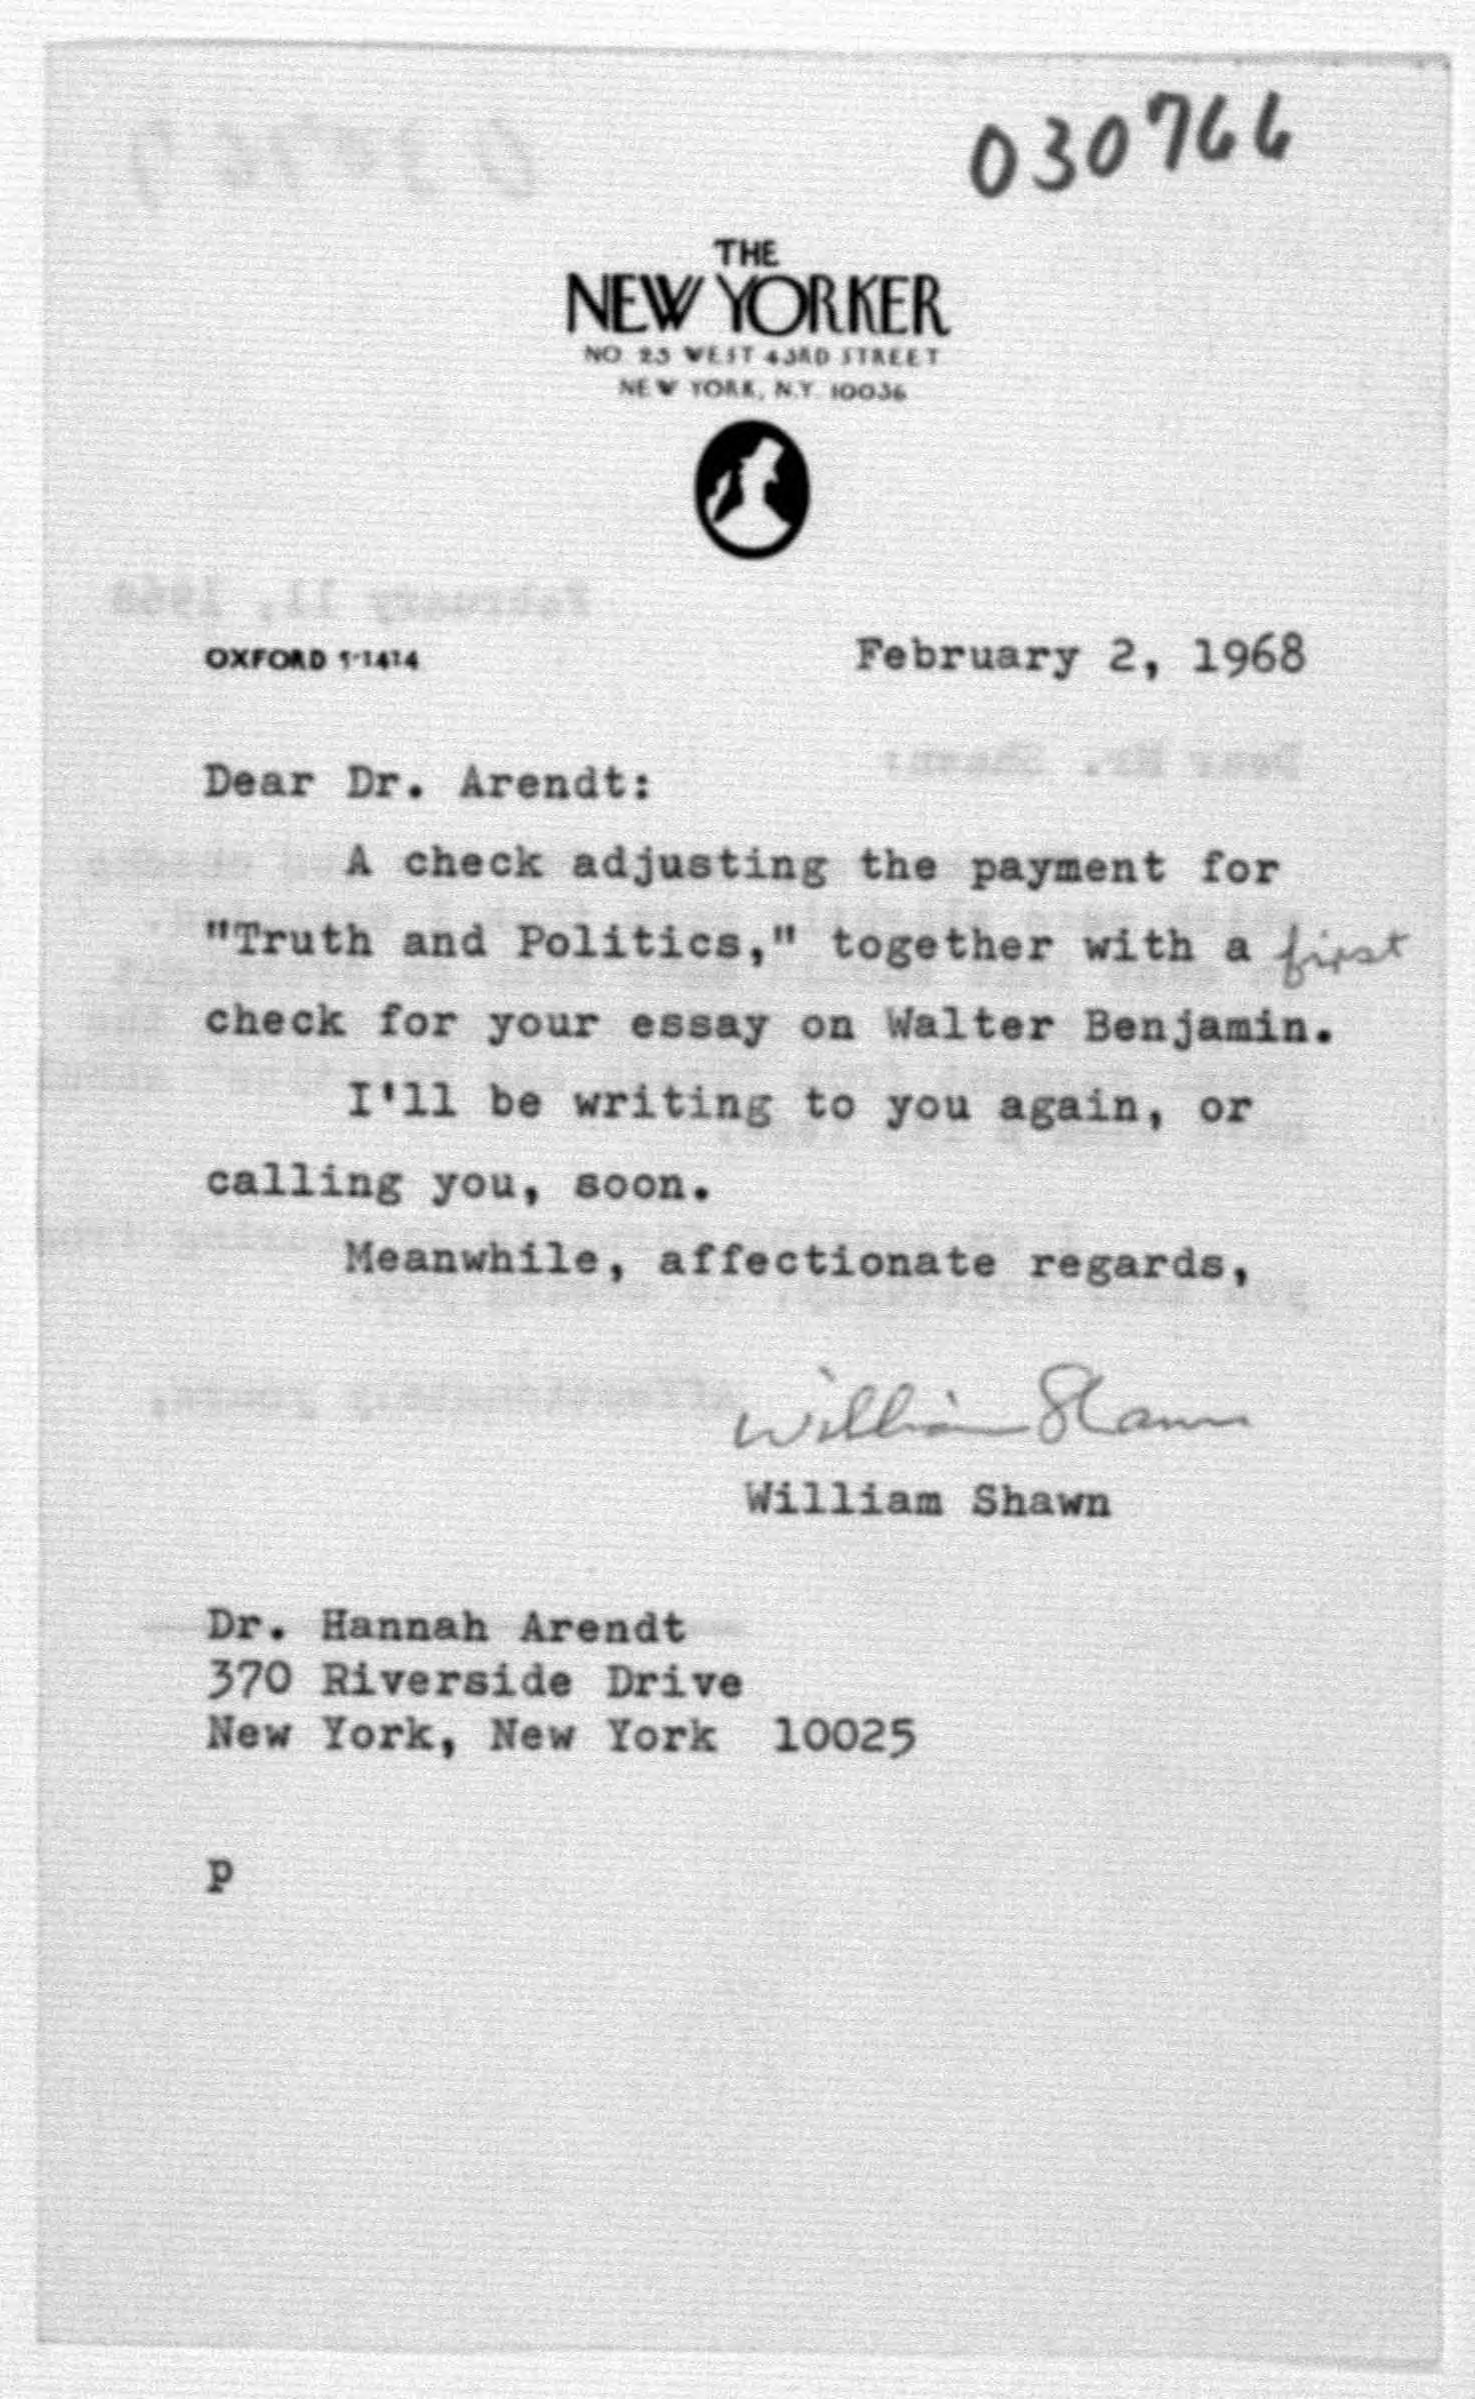 030766
THE
NEW YORKER
NO. 25 WEST 43RD STREET
NEW YORK, N.Y. 10036
OXFORD 5-1414
February 2, 1968
Dear Dr. Arendt:
A check adjusting the payment for
"Truth and Politics," together with a first
check for your essay on Walter Benjamin.
I'll be writing to you again, or
calling you, soon.
Meanwhile, affectionate regards,
William Shawn
William Shawn
Dr. Hannah Arendt
370 Riverside Drive
New York, New York 10025
p